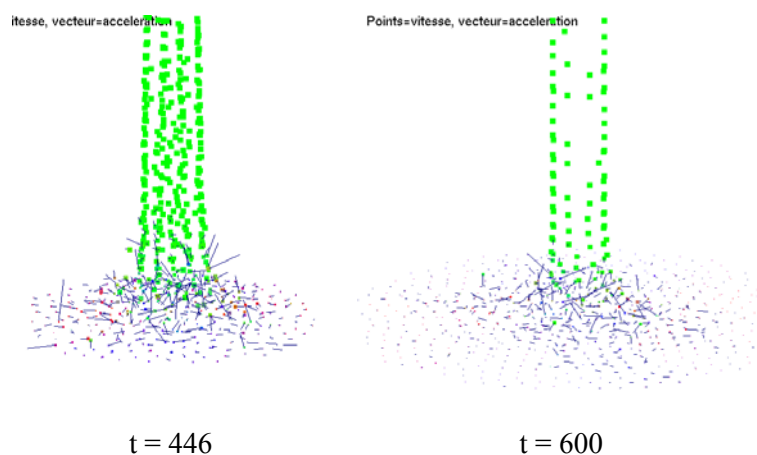 itesse, vecteur=acceleration
Points=vitesse, vecteur=acceleration
t = 446
t = 600